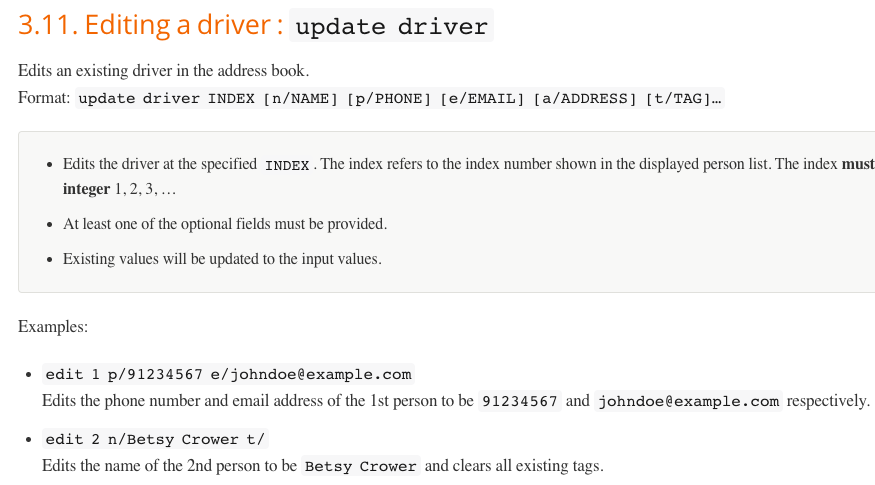 3.11. Editing a driver : update driver
Edits an existing driver in the address book.
Format: update driver INDEX [n/NAME] [p/PHONE] [e/EMAIL] [a/ADDRESS] [t/TAG]…
• Edits the driver at the specified INDEX. The index refers to the index number shown in the displayed person list. The index must
integer 1, 2, 3, …
• At least one of the optional fields must be provided.
• Existing values will be updated to the input values.
Examples:
• edit 1 p/91234567 e/johndoe@example.com
Edits the phone number and email address of the 1st person to be 91234567 and johndoe@example.com respectively.
• edit 2 n/Betsy Crower t/
Edits the name of the 2nd person to be Betsy Crower and clears all existing tags.